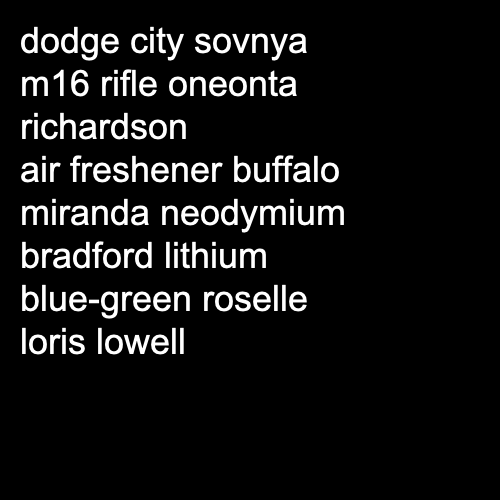 dodge city sovnya
m16 rifle oneonta
richardson
air freshener buffalo
miranda neodymium
bradford lithium
blue-green roselle
loris lowell